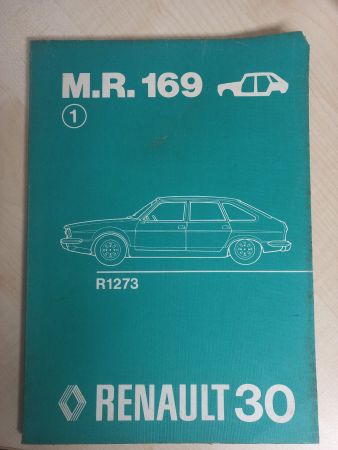 M.R. 169
1
R1273
RENAULT 30